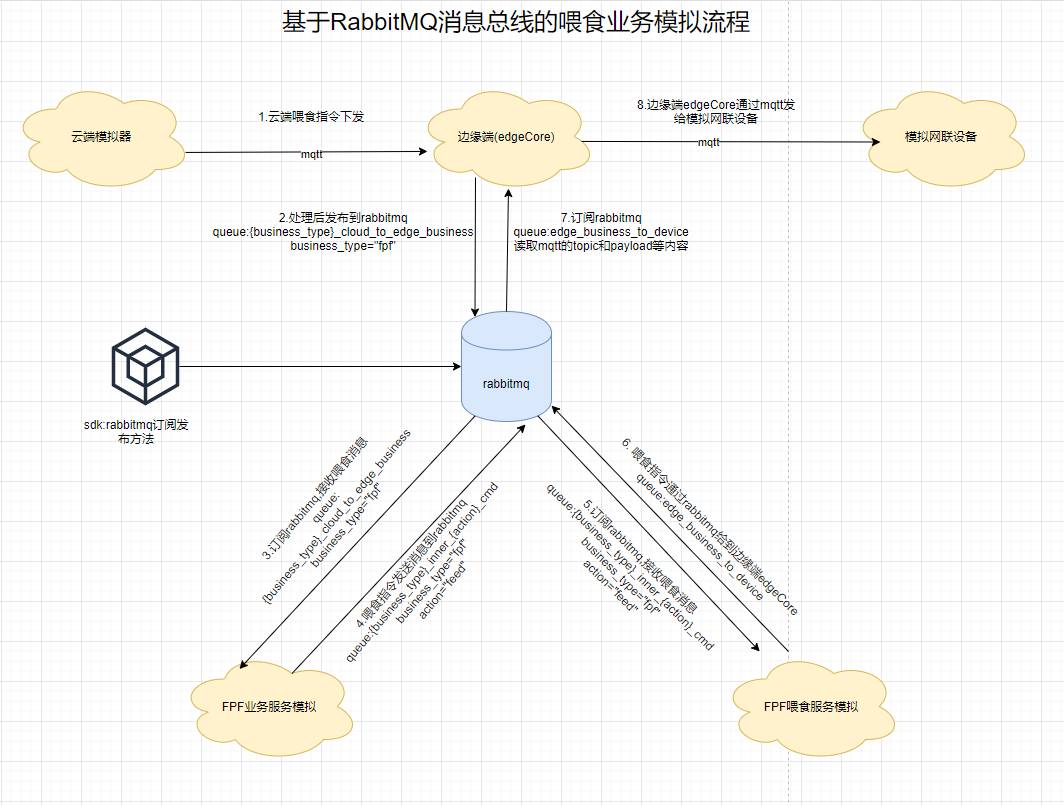 基于RabbitMQ消息总线的喂食业务模拟流程
云端模拟器
1.云端喂食指令下发
mqtt
边缘端(edgeCore)
8.边缘端edgeCore通过mqtt发
给模拟网联设备
mqtt
模拟网联设备
2.处理后发布到rabbitmq
queue:{business_type}_cloud_to_edge_business
business_type="fpf"
7.订阅rabbitmq
queue:edge_business_to_device
读取mqtt的topic和payload等内容
rabbitmq
sdk:rabbitmq订阅发
布方法
3.订阅rabbitmq,接收喂食消息
queue:
{business_type}_cloud_to_edge_business
business_type="fpf"
4.喂食指令发送消息到rabbitmq
queue:{business_type}_inner_{action}_cmd
business_type="fpf"
action="feed"
5.订阅rabbitmq,接收喂食消息
queue:{business_type}_inner_{action}_cmd
business_type="fpf"
action="feed"
6. 喂食指令通过rabbitmq给到边缘端edgeCore
queue:edge_business_to_device
FPF业务服务模拟
FPF喂食服务模拟